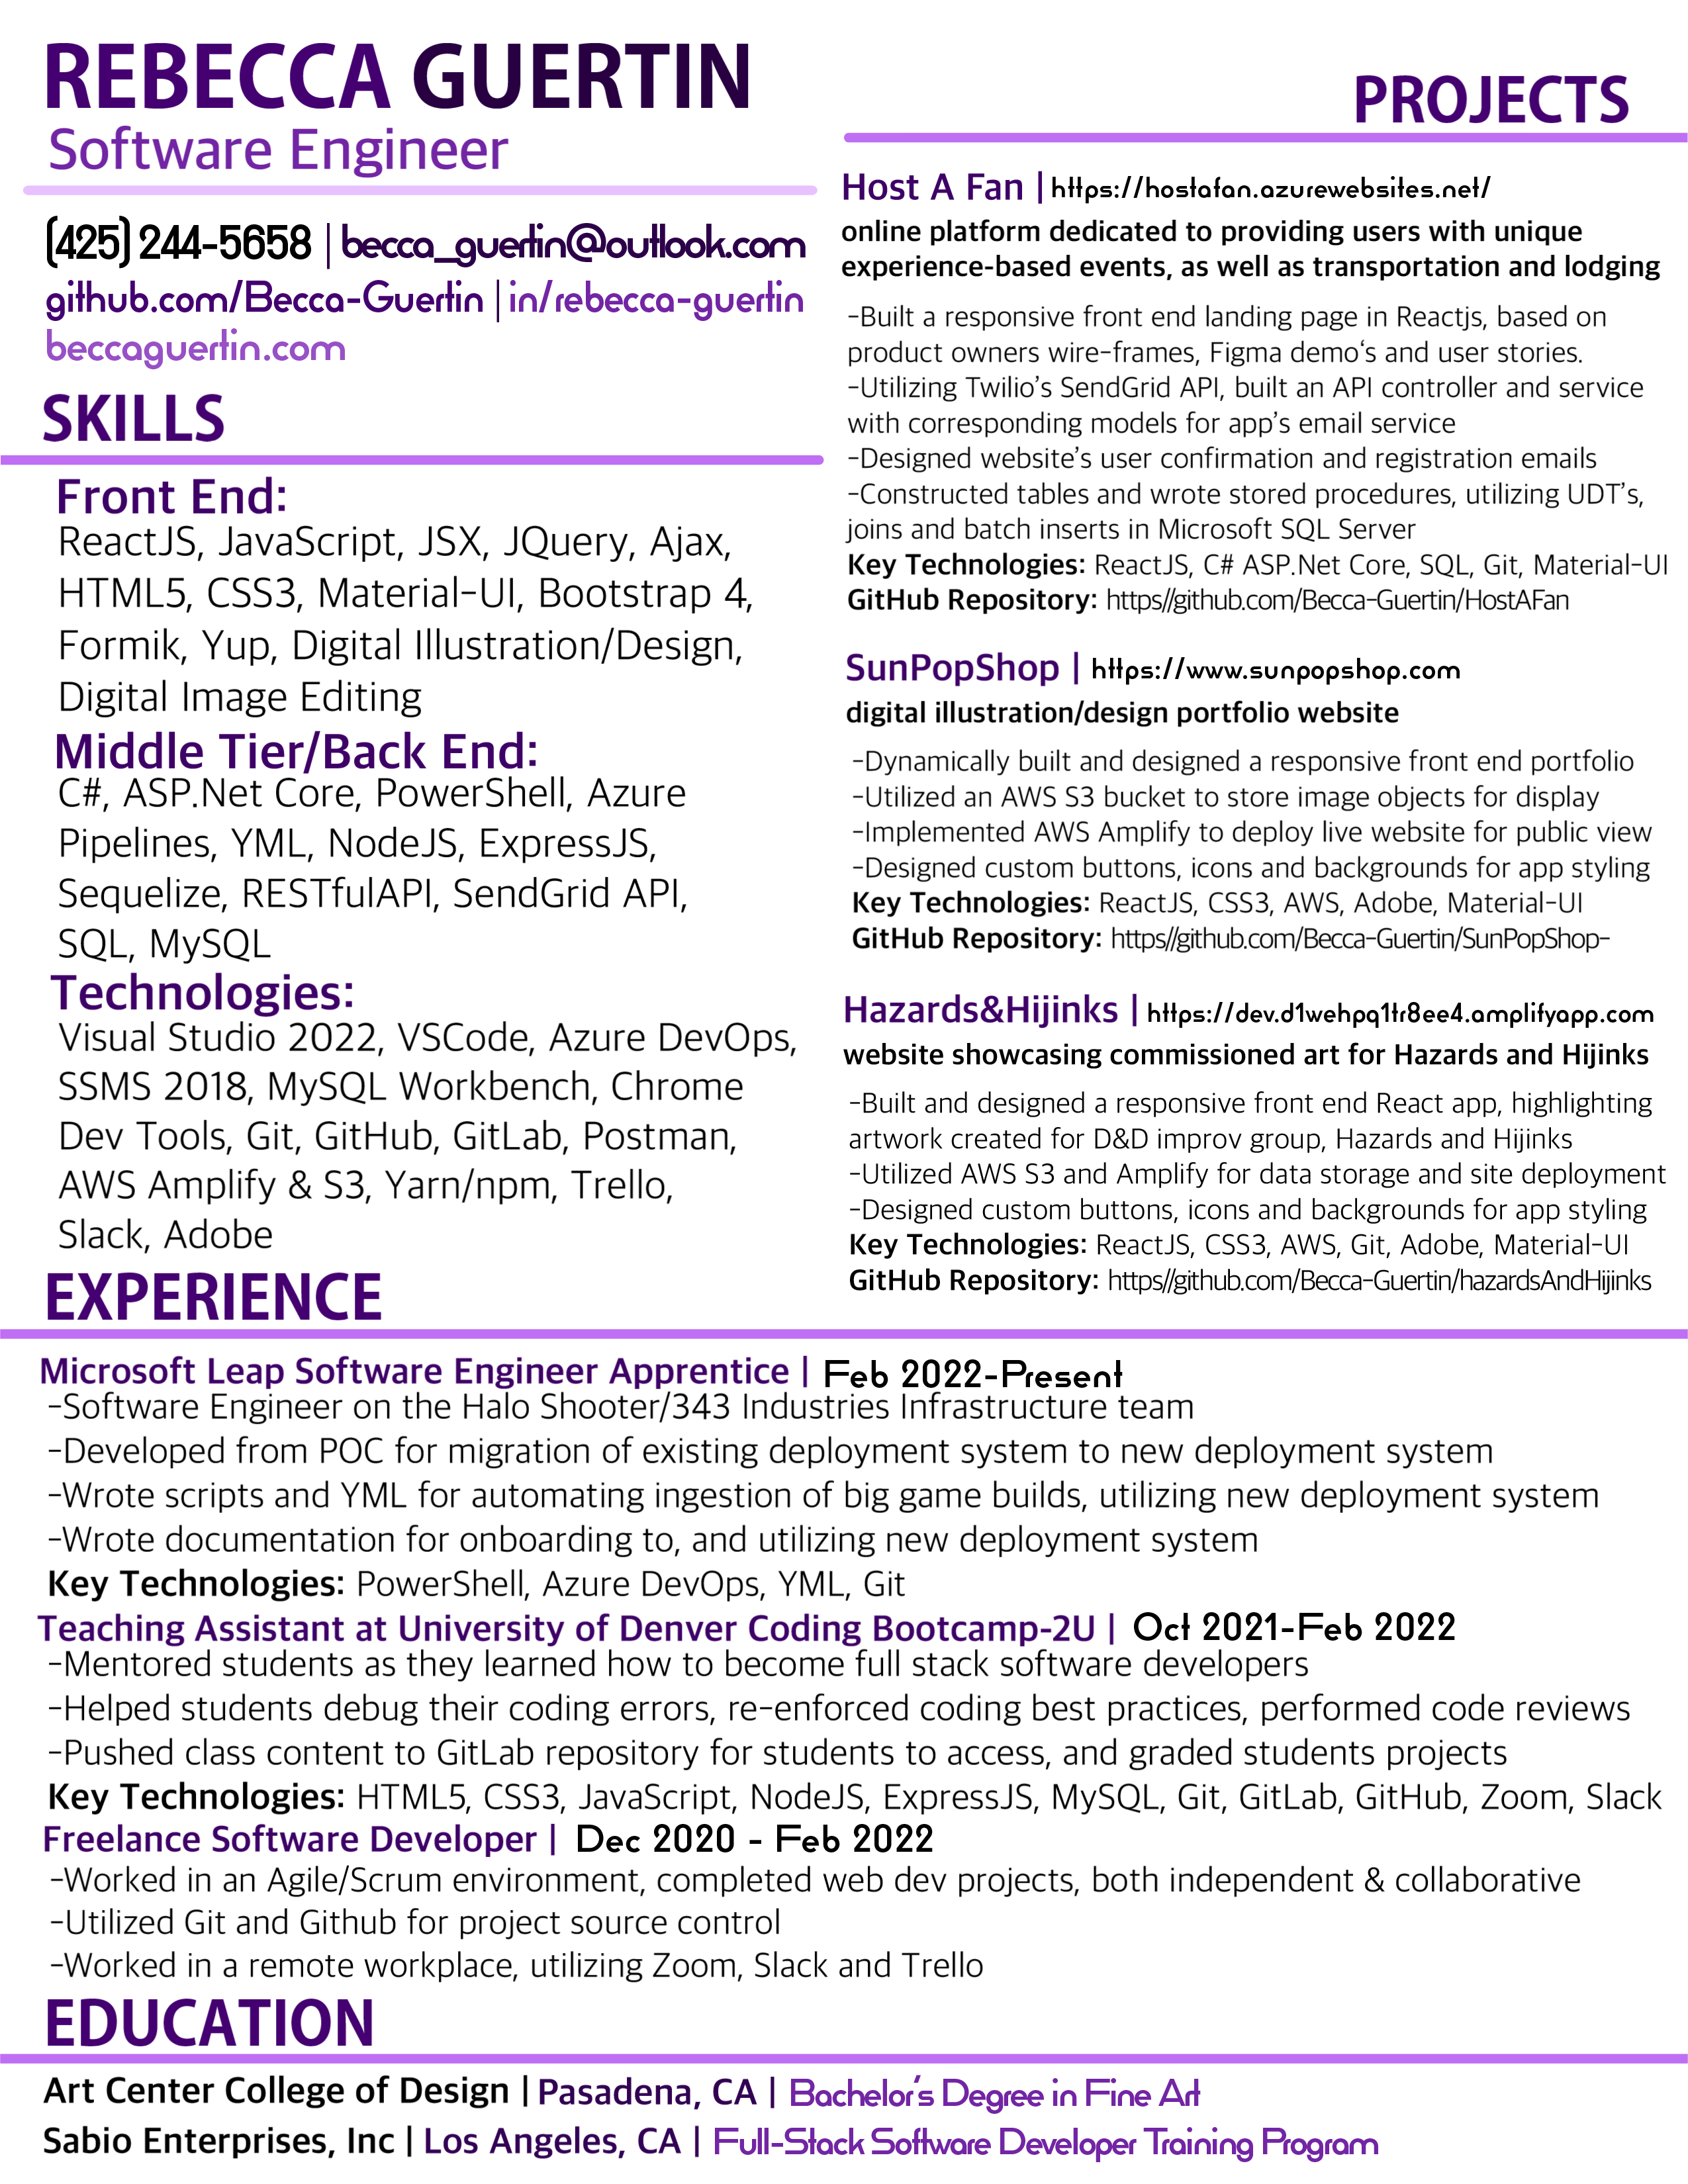 REBECCA GUERTIN
Software Engineer
(425) 244-5658 | becca_guertin@outlook.com
github.com/Becca-Guertin | in/rebecca-guertin
beccaguertin.com
SKILLS
Front End:
ReactJS, JavaScript, JSX, JQuery, Ajax,
HTML5, CSS3, Material-UI, Bootstrap 4,
Formik, Yup, Digital Illustration/Design,
Digital Image Editing
Middle Tier/Back End:
C#, ASP.Net Core, PowerShell, Azure
Pipelines, YML, NodeJS, ExpressJS,
Sequelize, RESTfulAPI, SendGrid API,
SQL, MySQL
Technologies:
Visual Studio 2022, VSCode, Azure DevOps,
SSMS 2018, MySQL Workbench, Chrome
Dev Tools, Git, GitHub, GitLab, Postman,
AWS Amplify & S3, Yarn/npm, Trello,
Slack, Adobe
PROJECTS
Host A Fan | https://hostafan.azurewebsites.net/
online platform dedicated to providing users with unique
experience-based events, as well as transportation and lodging
-Built a responsive front end landing page in Reactjs, based on
product owners wire-frames, Figma demo‘s and user stories.
-Utilizing Twilio’s SendGrid API, built an API controller and service
with corresponding models for app’s email service
-Designed website’s user confirmation and registration emails
-Constructed tables and wrote stored procedures, utilizing UDT’s,
joins and batch inserts in Microsoft SQL Server
Key Technologies: ReactJS, C# ASP.Net Core, SQL, Git, Material-UI
GitHub Repository: https//github.com/Becca-Guertin/HostAFan
SunPopShop | https://www.sunpopshop.com
digital illustration/design portfolio website
-Dynamically built and designed a responsive front end portfolio
-Utilized an AWS S3 bucket to store image objects for display
-Implemented AWS Amplify to deploy live website for public view
-Designed custom buttons, icons and backgrounds for app styling
Key Technologies: ReactJS, CSS3, AWS, Adobe, Material-UI
GitHub Repository: https//github.com/Becca-Guertin/SunPopShop-
Hazards&Hijinks | https://dev.d1wehpq1tr8ee4.amplifyapp.com
website showcasing commissioned art for Hazards and Hijinks
-Built and designed a responsive front end React app, highlighting
artwork created for D&D improv group, Hazards and Hijinks
-Utilized AWS S3 and Amplify for data storage and site deployment
-Designed custom buttons, icons and backgrounds for app styling
Key Technologies: ReactJS, CSS3, AWS, Git, Adobe, Material-UI
GitHub Repository: https//github.com/Becca-Guertin/hazardsAndHijinks
EXPERIENCE
Microsoft Leap Software Engineer Apprentice | Feb 2022-Present
-Software Engineer on the Halo Shooter/343 Industries Infrastructure team
-Developed from POC for migration of existing deployment system to new deployment system
-Wrote scripts and YML for automating ingestion of big game builds, utilizing new deployment system
-Wrote documentation for onboarding to, and utilizing new deployment system
Key Technologies: PowerShell, Azure DevOps, YML, Git
Teaching Assistant at University of Denver Coding Bootcamp-2U | Oct 2021-Feb 2022
-Mentored students as they learned how to become full stack software developers
-Helped students debug their coding errors, re-enforced coding best practices, performed code reviews
-Pushed class content to GitLab repository for students to access, and graded students projects
Key Technologies: HTML5, CSS3, JavaScript, NodeJS, ExpressJS, MySQL, Git, GitLab, GitHub, Zoom, Slack
Freelance Software Developer | Dec 2020 - Feb 2022
-Worked in an Agile/Scrum environment, completed web dev projects, both independent & collaborative
-Utilized Git and Github for project source control
-Worked in a remote workplace, utilizing Zoom, Slack and Trello
EDUCATION
Art Center College of Design | Pasadena, CA | Bachelor's Degree in Fine Art
Sabio Enterprises, Inc | Los Angeles, CA | Full-Stack Software Developer Training Program